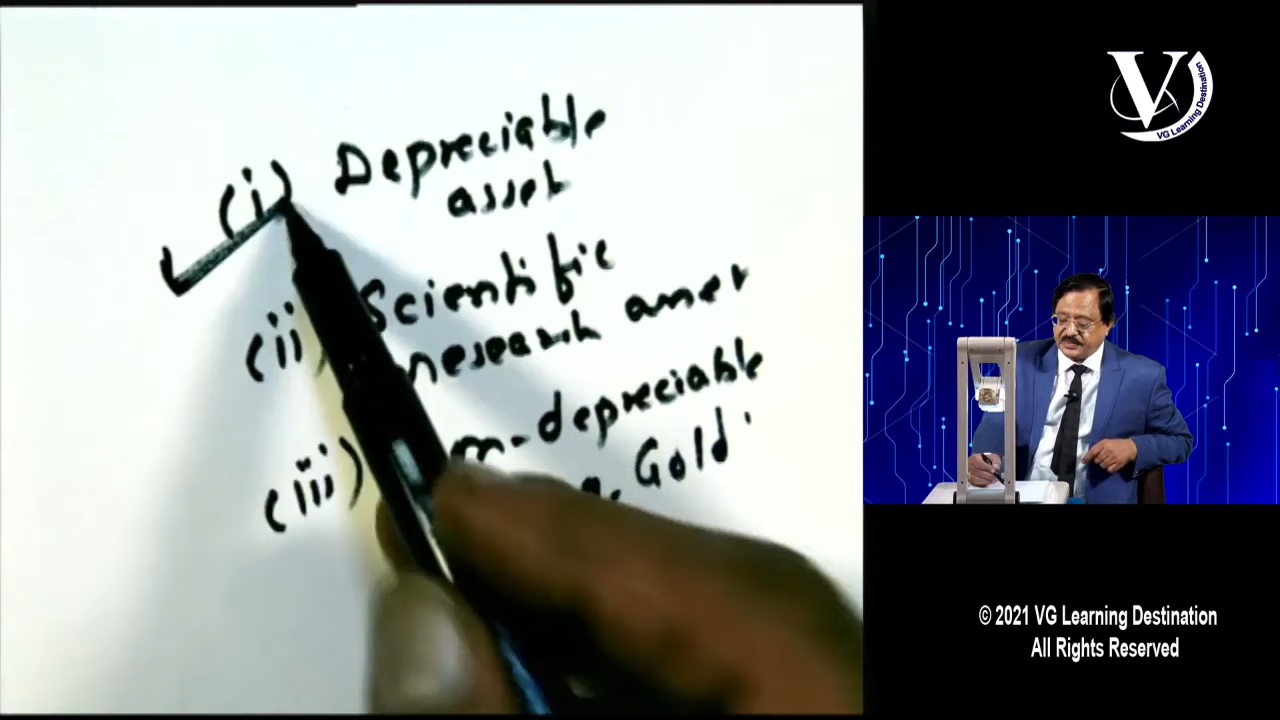 (i) Depreciable
asset
(ii) Scientific
research asset
(iii) depreciable
Gold
V
VG Learning Destination
© 2021 VG Learning Destination
All Rights Reserved